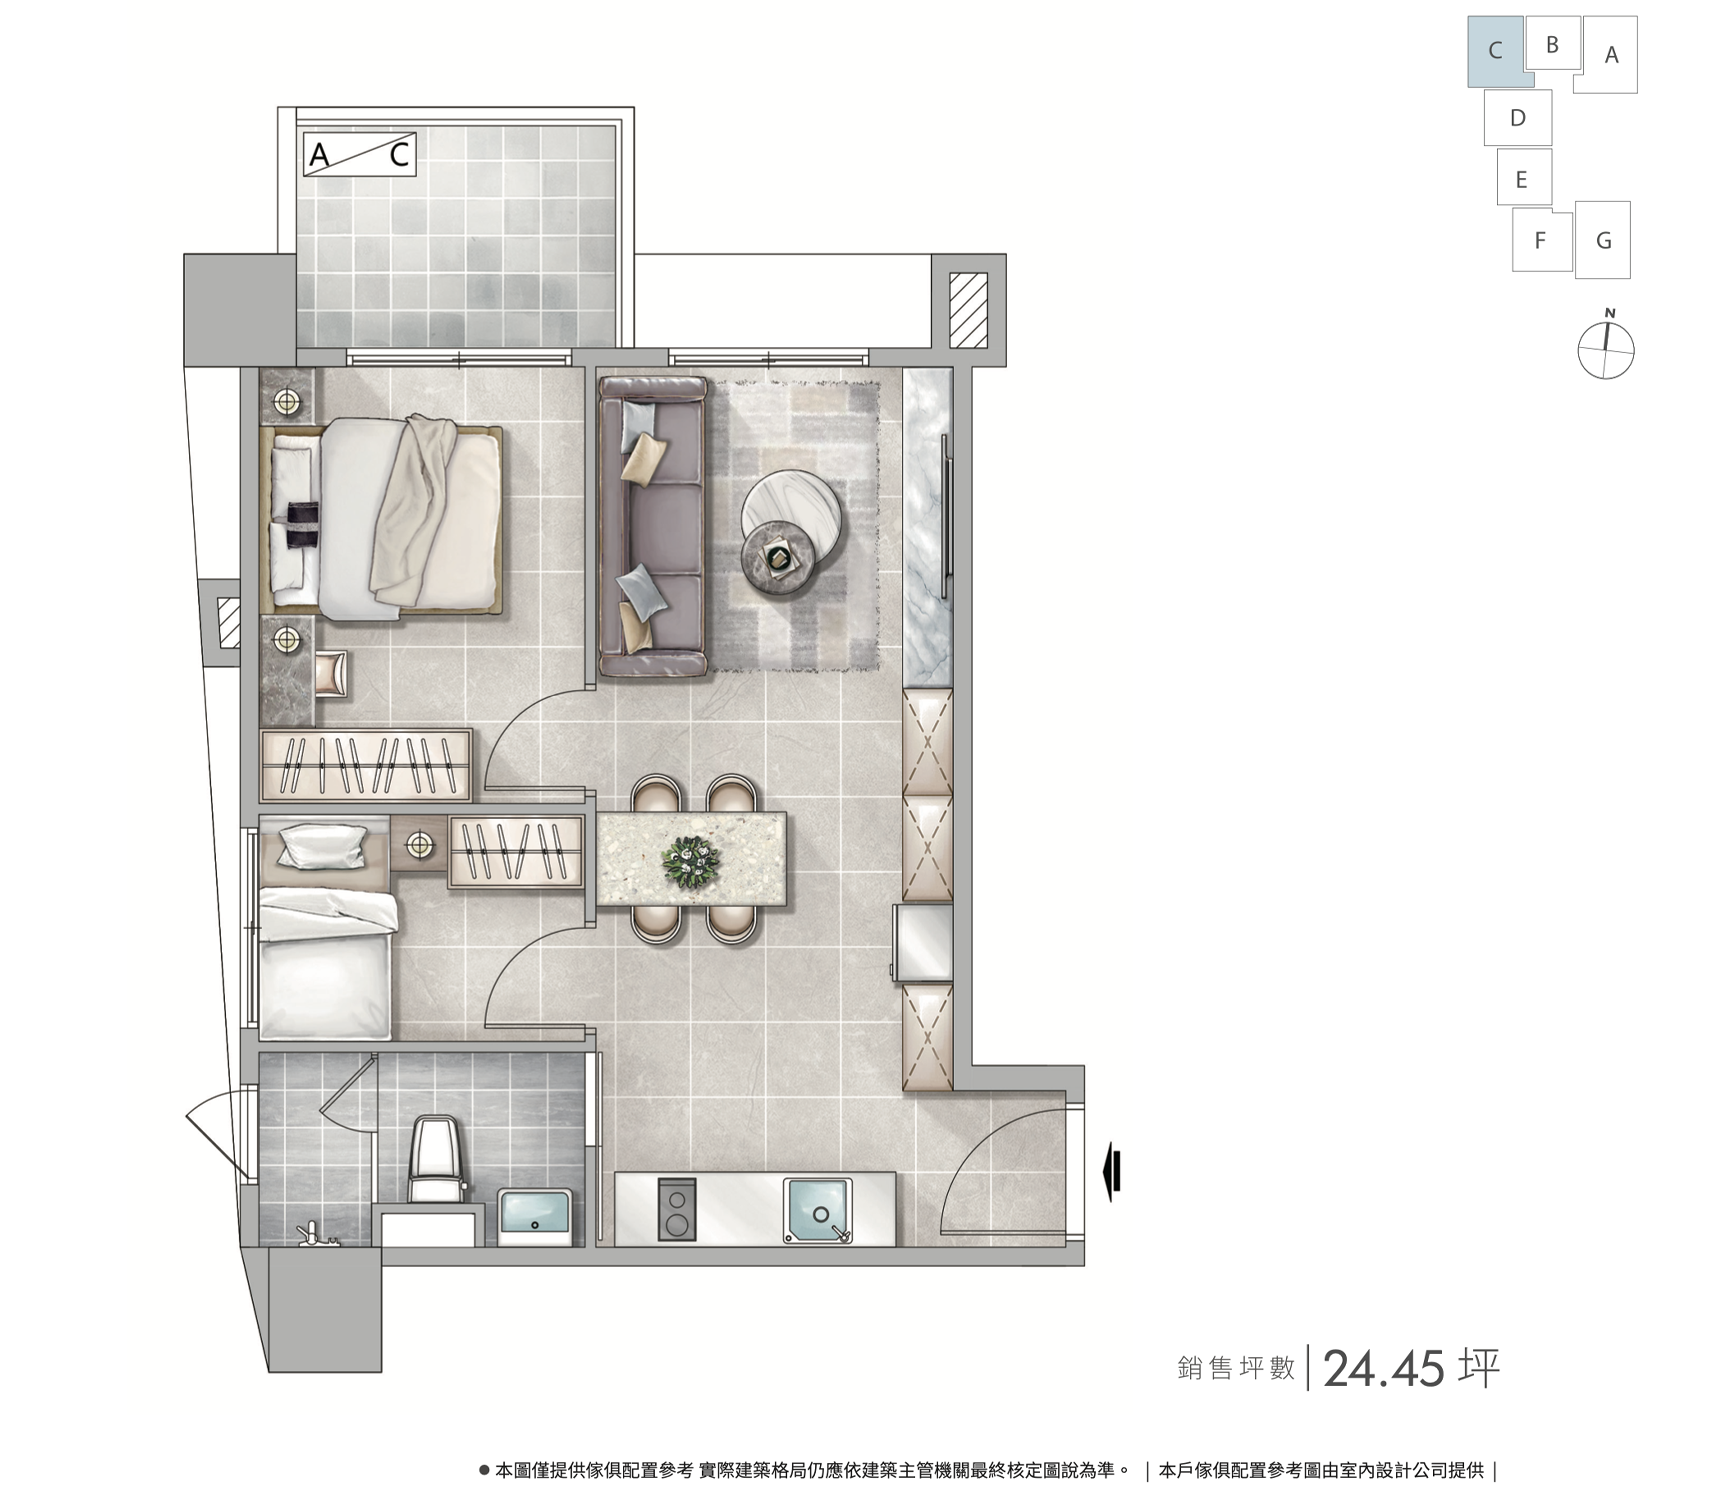 C
B
A
D
E
F
G
N
A C
銷售坪數 24.45 坪
● 本圖僅提供傢俱配置參考 實際建築格局仍應依建築主管機關最終核定圖說為準。 | 本戶傢俱配置參考圖由室內設計公司提供 |